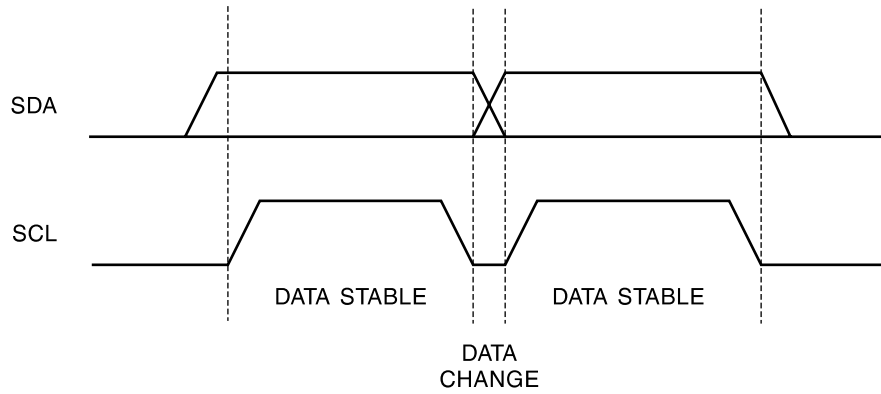 SDA
SCL
DATA STABLE
DATA STABLE
DATA
CHANGE